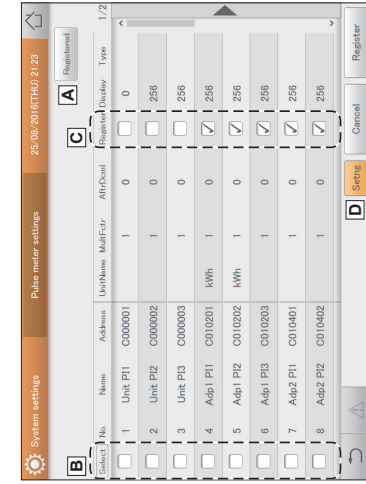 System settings Pulse meter settings 25/08/2016(THU) 21:23
A Registered
B C
Select No. Name Address UnitName MultFctr AftrDcml Register Display Type 1/2
1 Unit PI1 C000001 1 0 0
2 Unit PI2 C000002 1 0 256
3 Unit PI3 C000003 1 0 256
4 Adp1 PI1 C010201 kWh 1 0 256
5 Adp1 PI2 C010202 kWh 1 0 256
6 Adp1 PI3 C010203 1 0 256
7 Adp2 PI1 C010401 1 0 256
8 Adp2 PI2 C010402 1 0 256
D Setng Cancel Register